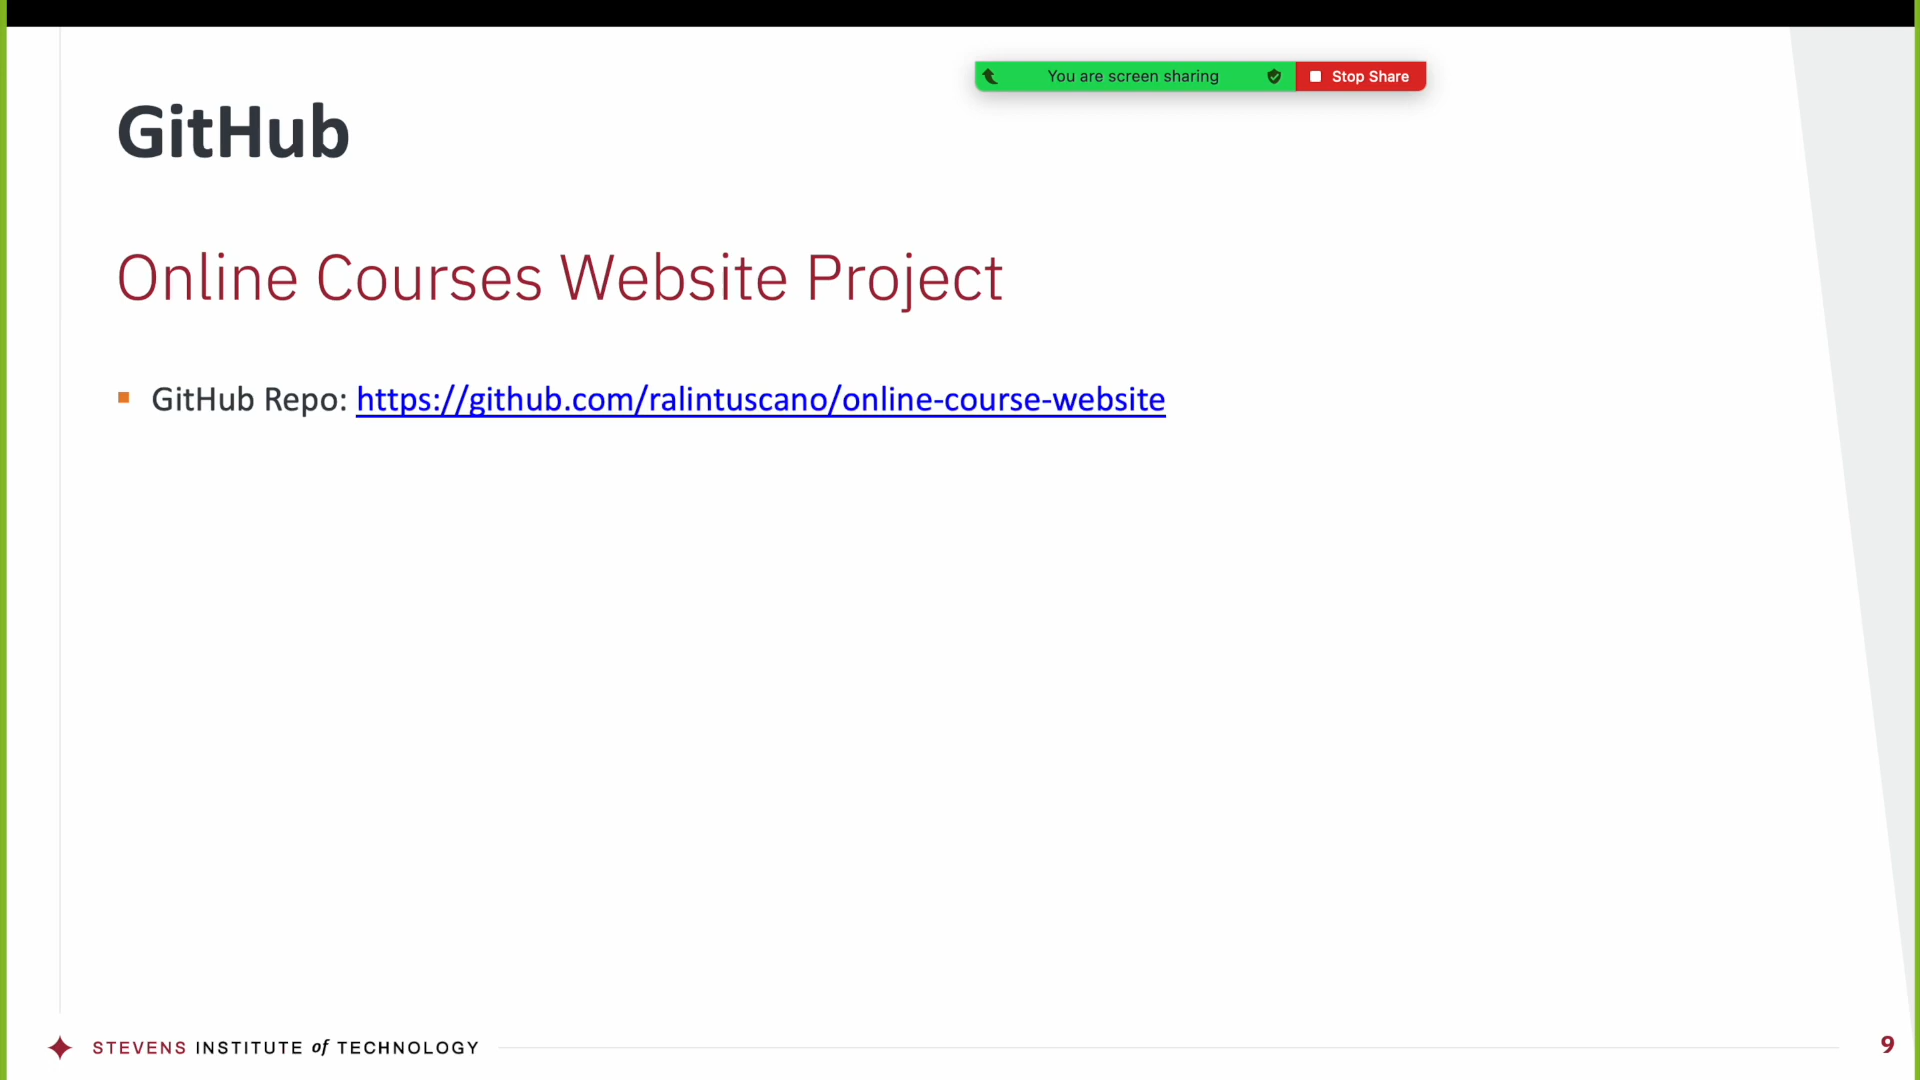 You are screen sharing
Stop Share
GitHub
Online Courses Website Project
GitHub Repo: https://github.com/ralintuscano/online-course-website
STEVENS INSTITUTE of TECHNOLOGY
9